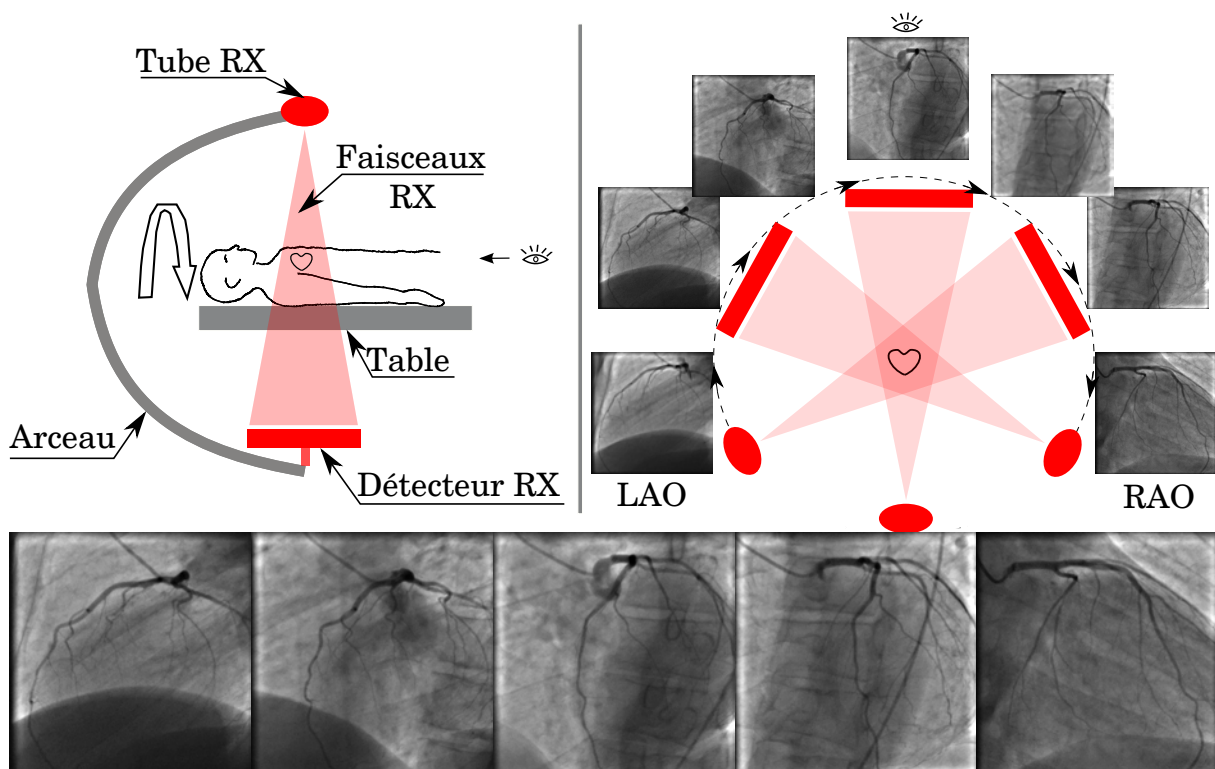 Tube RX
Faisceaux
RX
Table
Arceau
Détecteur RX
LAO
RAO